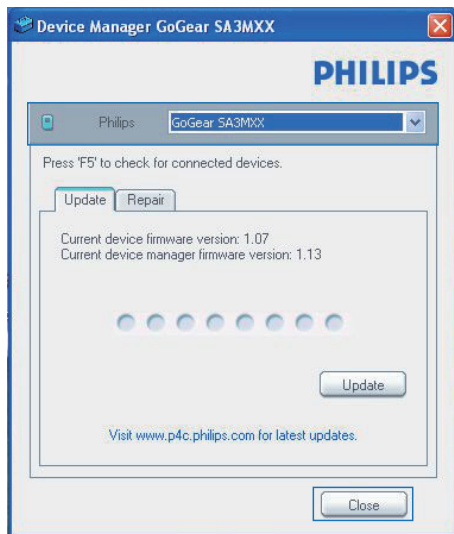 Device Manager GoGear SA3MXX
PHILIPS
Philips GoGear SA3MXX
Press 'F5' to check for connected devices.
Update Repair
Current device firmware version: 1.07
Current device manager firmware version: 1.13
Update
Visit www.p4c.philips.com for latest updates.
Close